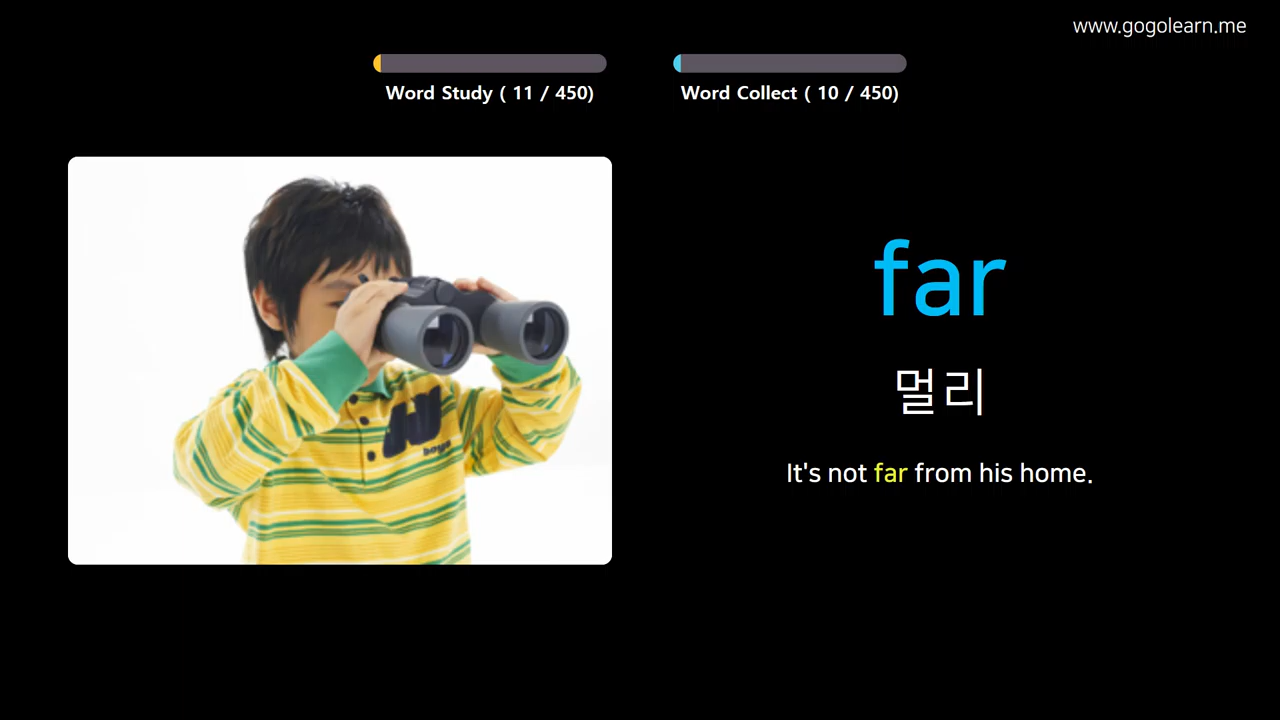 www.gogolearn.me
Word Study ( 11 / 450)
Word Collect ( 10 / 450)
boys
far
멀리
It's not far from his home.